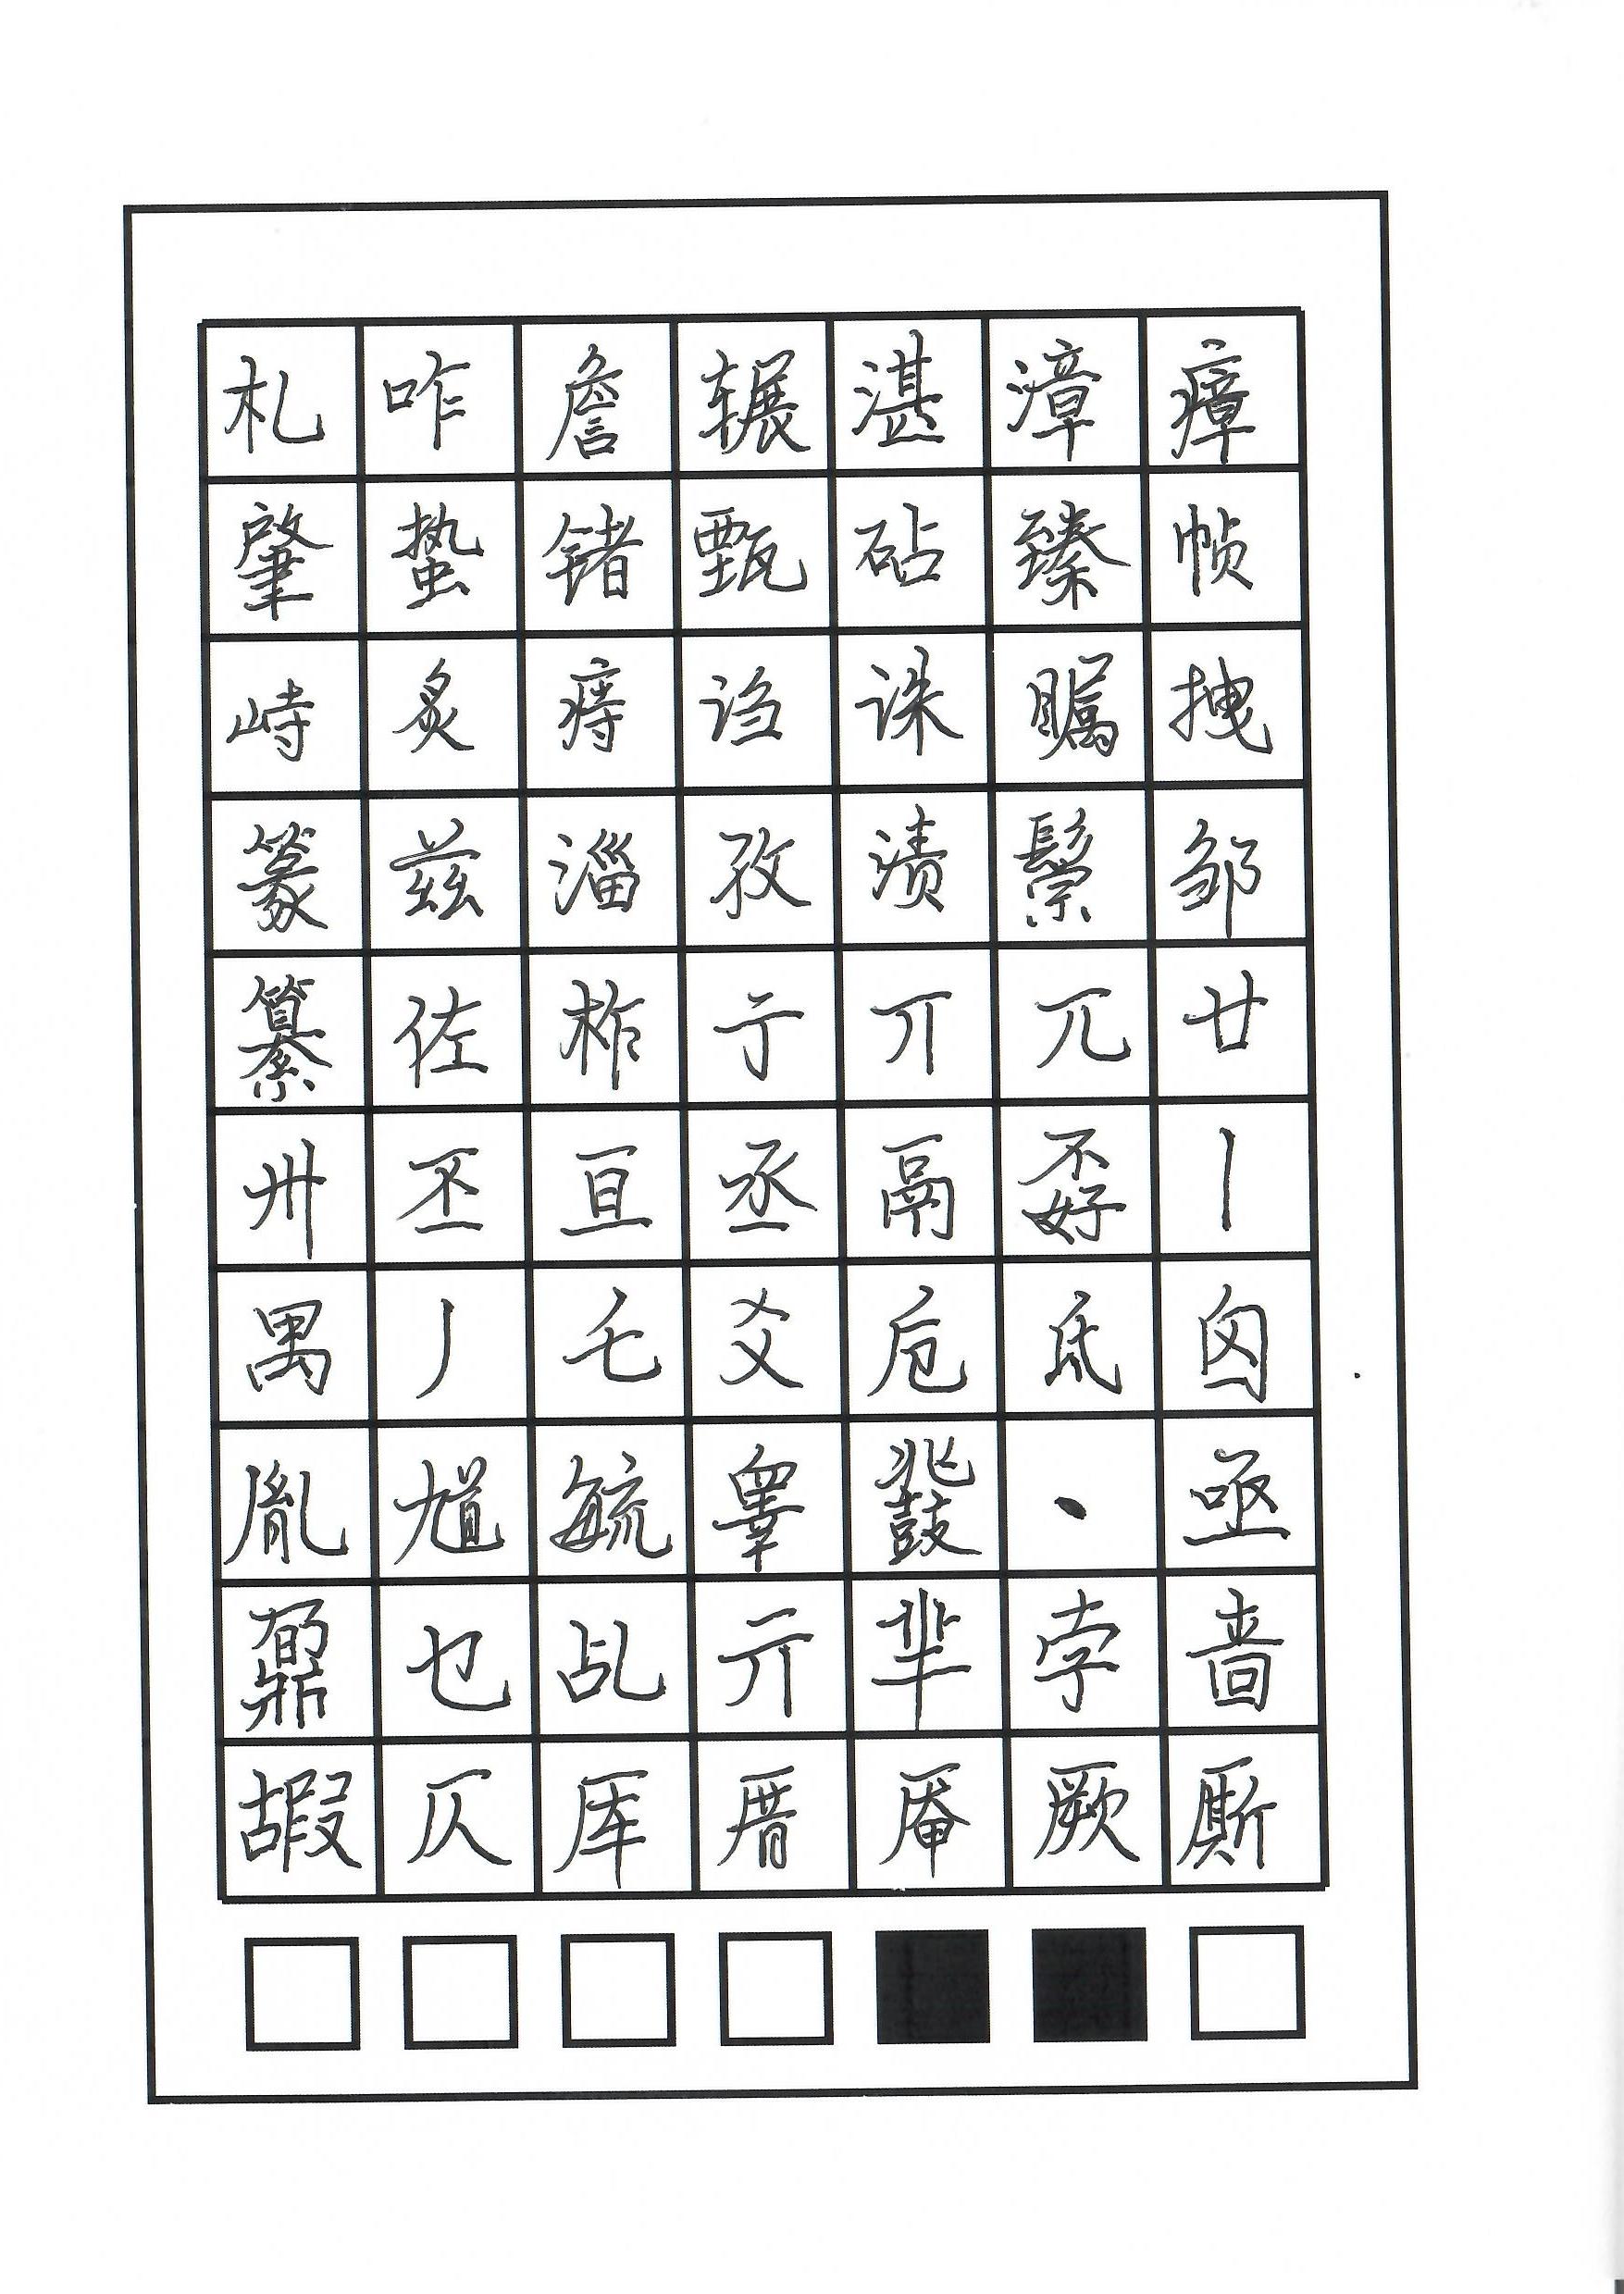 札咋詹辗湛漳瘴
肇蛰锗甄砧臻帧
峙炙痔诌诛瞩拽
篆兹淄孜渍鬃邹
纂佐柞亍丌兀廿
卅丕亘丞鬲孬丨
禺丿乇爻卮氐囟
胤馗毓睾鼗丶亟
鼐乜乩亓芈孛啬
嘏仄厍厝厣厥厮